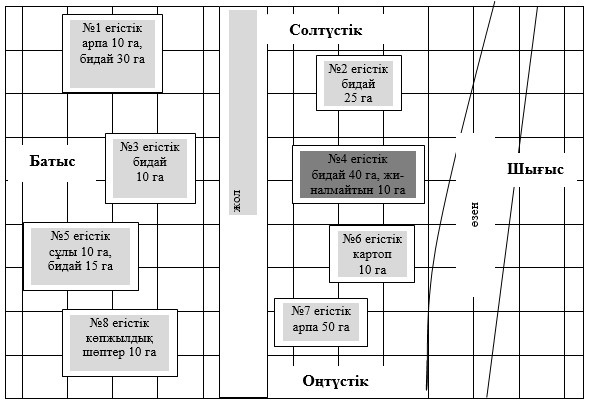 Солтүстік
№1 егістік
арпа 10 га,
бидай 30 га
№2 егістік
бидай
25 га
Батыс
№3 егістік
бидай
10 га
№4 егістік
бидай 40 га, жи-
налмайтын 10 га
Шығыс
жол
өзен
№5 егістік
сұлы 10 га,
бидай 15 га
№6 егістік
картоп
10 га
№7 егістік
арпа 50 га
№8 егістік
көпжылдық
шөптер 10 га
Оңтүстік